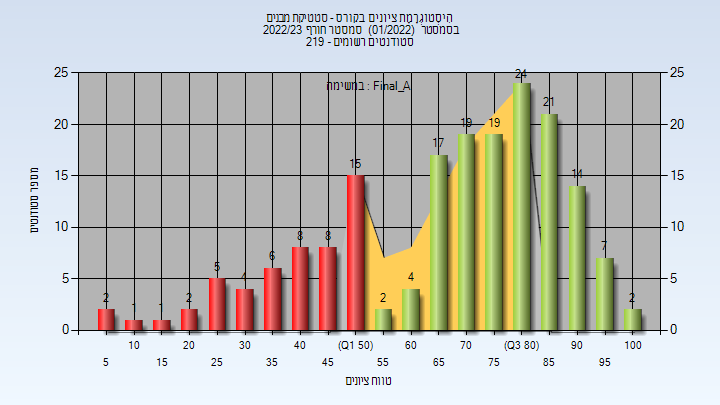 היסטוגרמת ציונים בקורס - סטטיקת מבנים
בסמסטר (01/2022) סמסטר חורף 2022/23
סטודנטים רשומים - 219
במשימה : Final_A
מספר סטודנטים
25 25
20 20
15 15
10 10
5 5
0 0
2 1 1 2 5 4 6 8 8 15 2 4 17 19 19 24 21 14 7 2
10 20 30 40 (Q1 50) 60 70 (Q3 80) 90 100
5 15 25 35 45 55 65 75 85 95
טווח ציונים